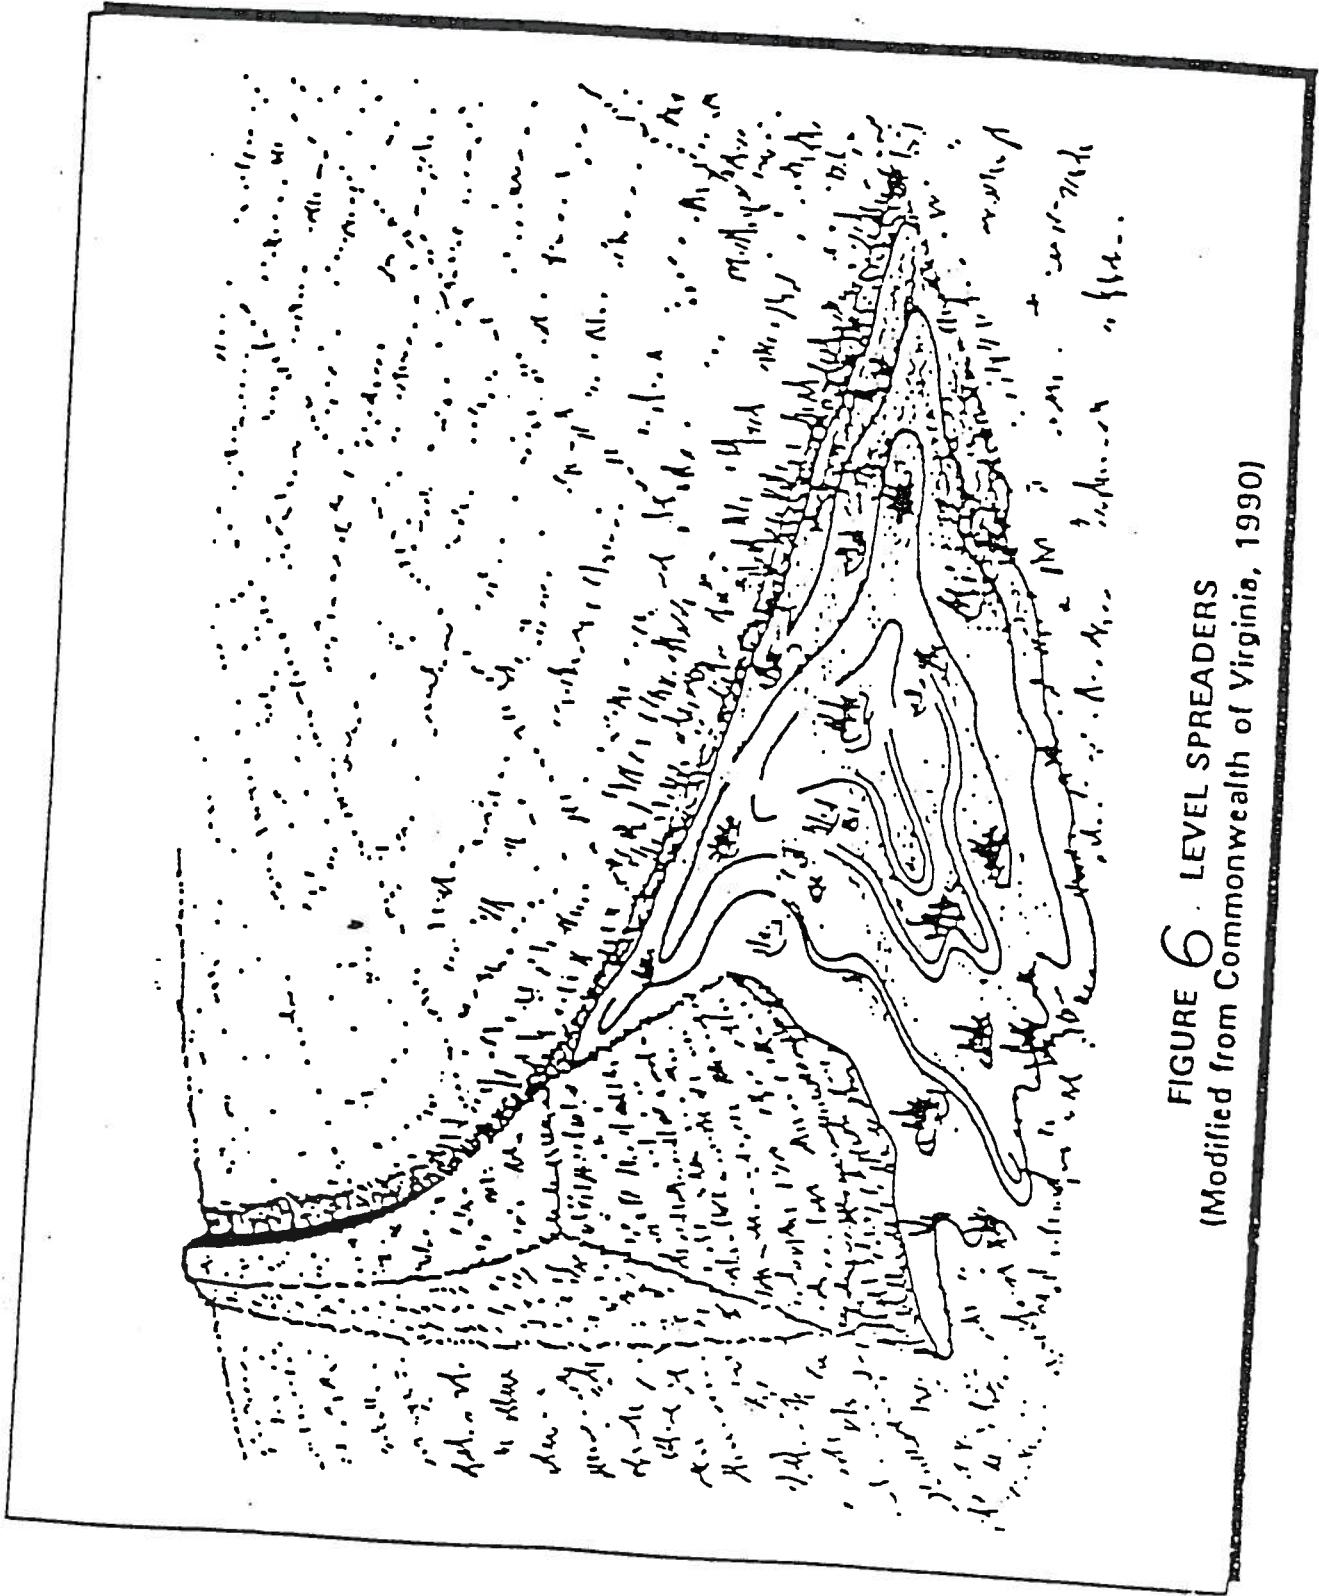 FIGURE 6. LEVEL SPREADERS
(Modified from Commonwealth of Virginia, 1990)